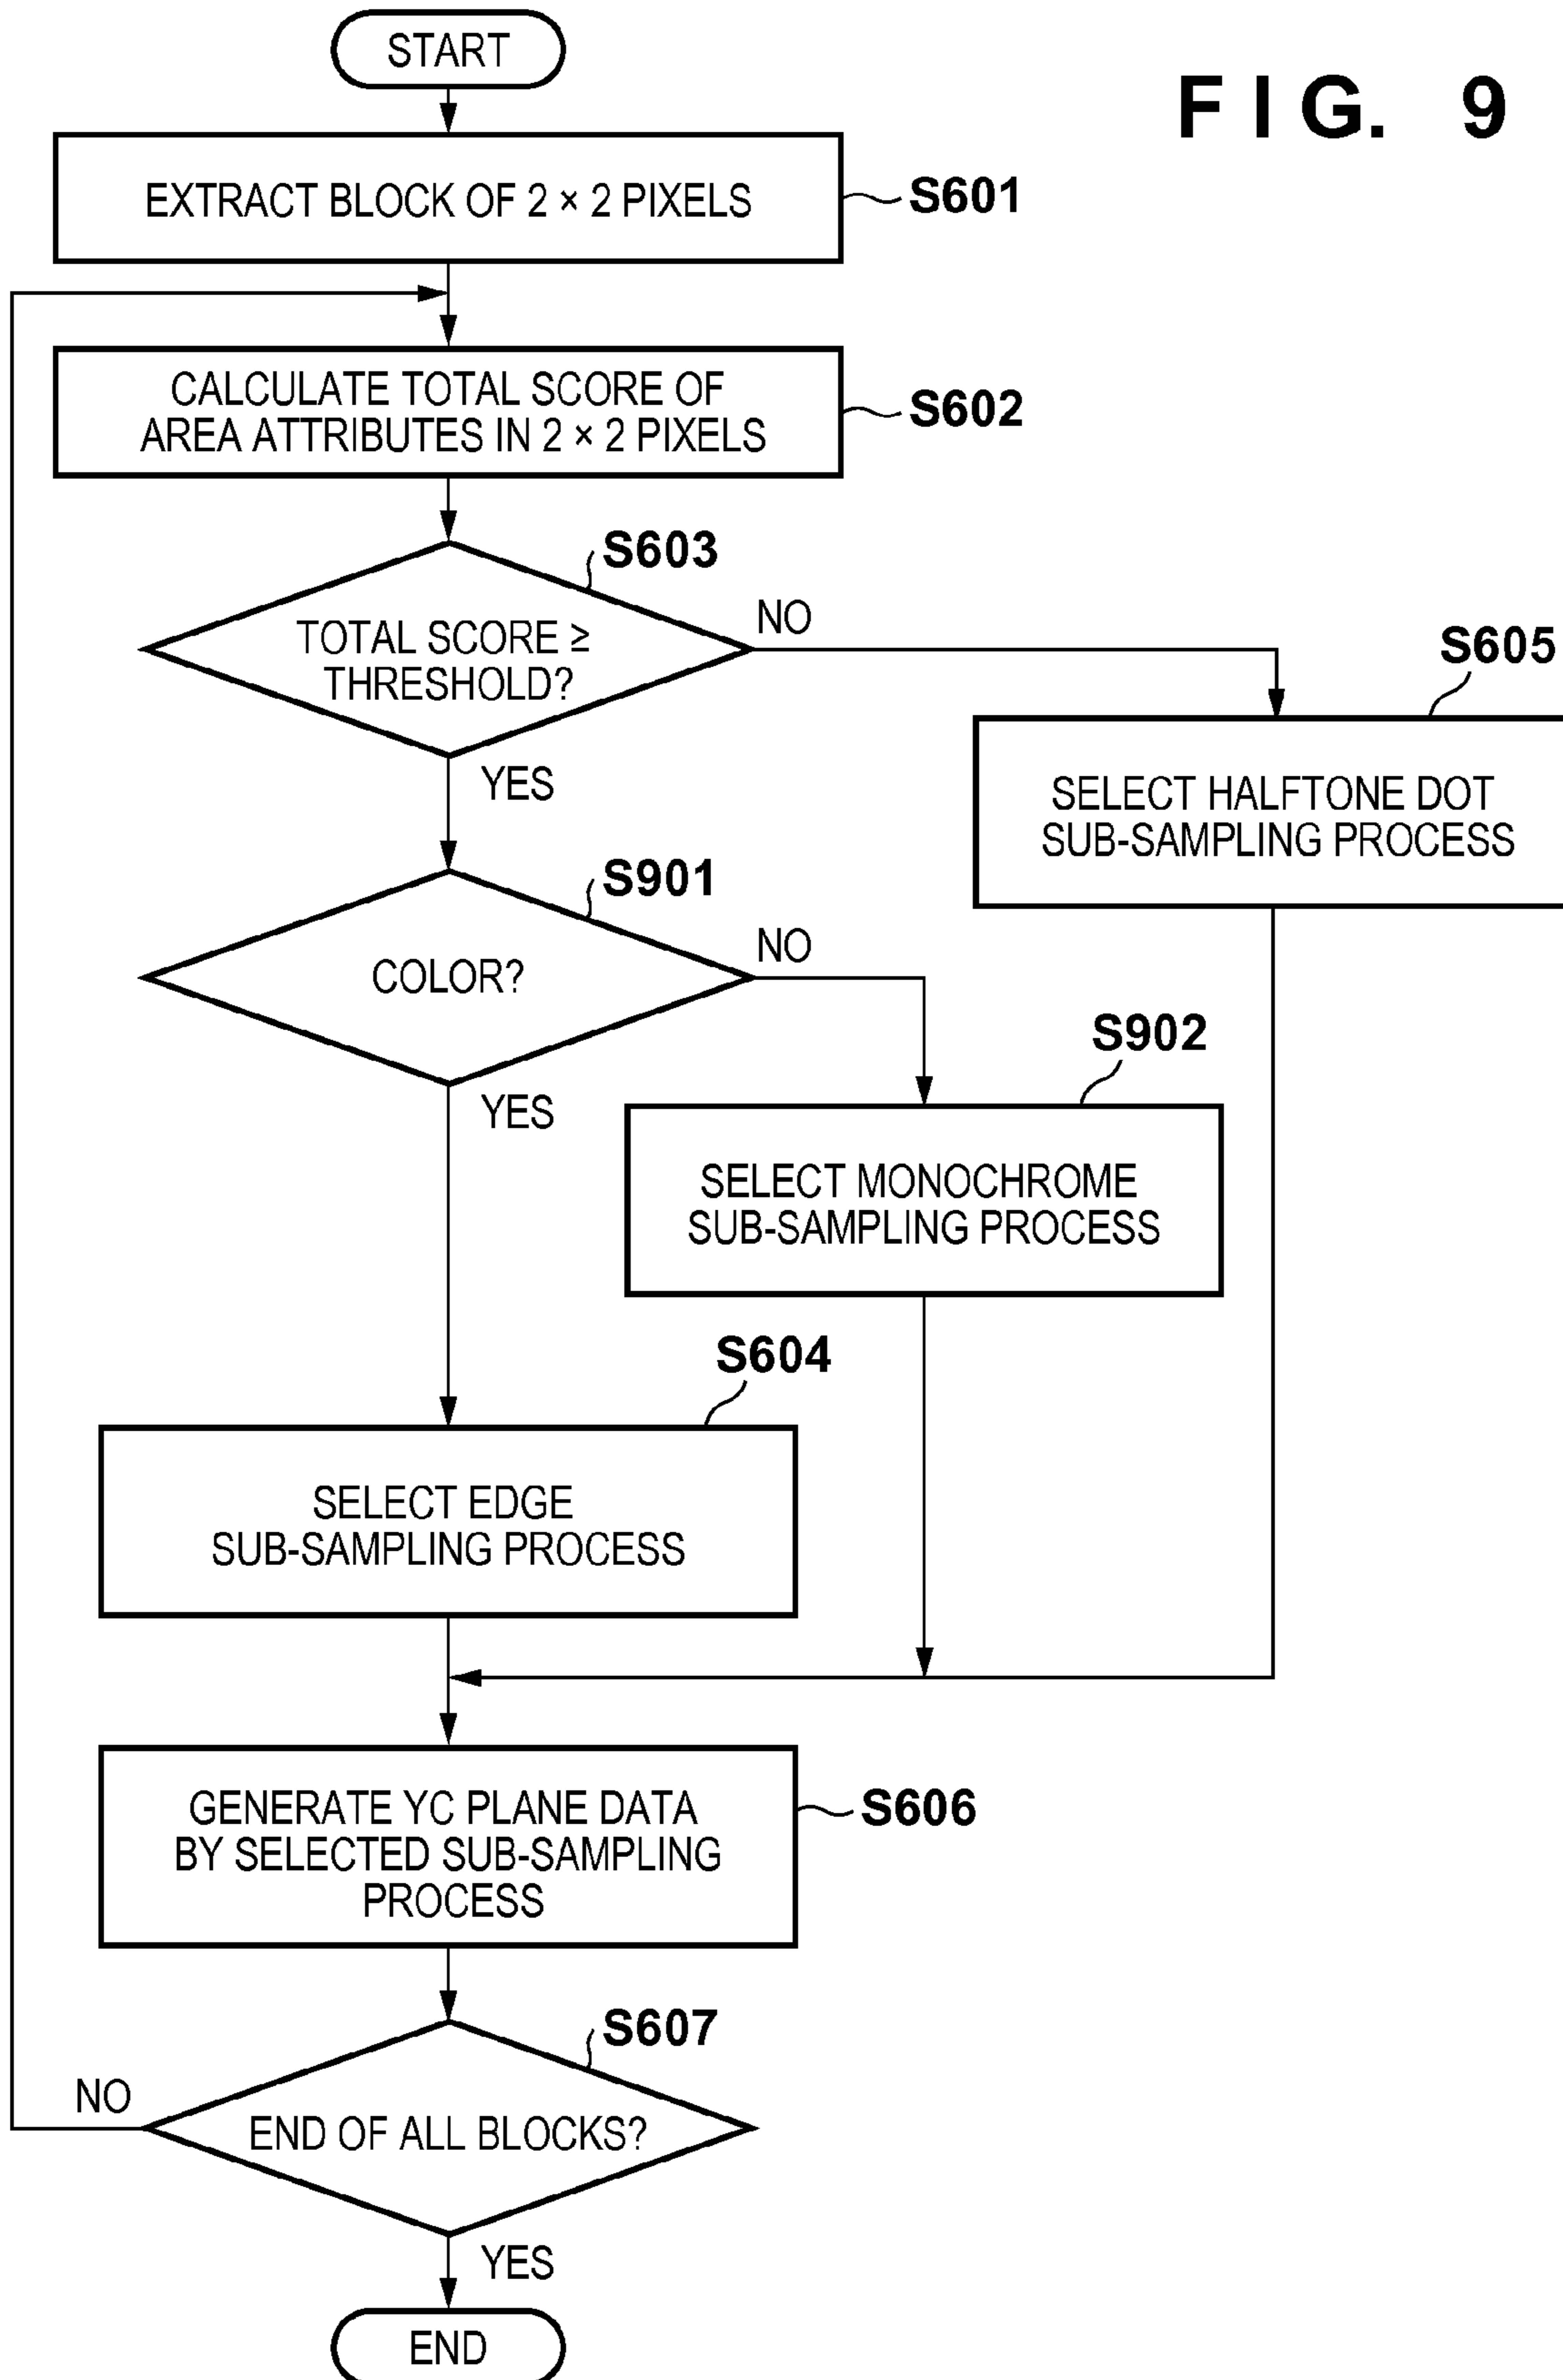 START
FIG. 9
EXTRACT BLOCK OF 2 × 2 PIXELS
S601
CALCULATE TOTAL SCORE OF
AREA ATTRIBUTES IN 2 × 2 PIXELS
S602
S603
TOTAL SCORE ≥
THRESHOLD?
NO
YES
S605
SELECT HALFTONE DOT
SUB-SAMPLING PROCESS
S901
COLOR?
NO
YES
S902
SELECT MONOCHROME
SUB-SAMPLING PROCESS
S604
SELECT EDGE
SUB-SAMPLING PROCESS
GENERATE YC PLANE DATA
BY SELECTED SUB-SAMPLING
PROCESS
S606
S607
NO
END OF ALL BLOCKS?
YES
END